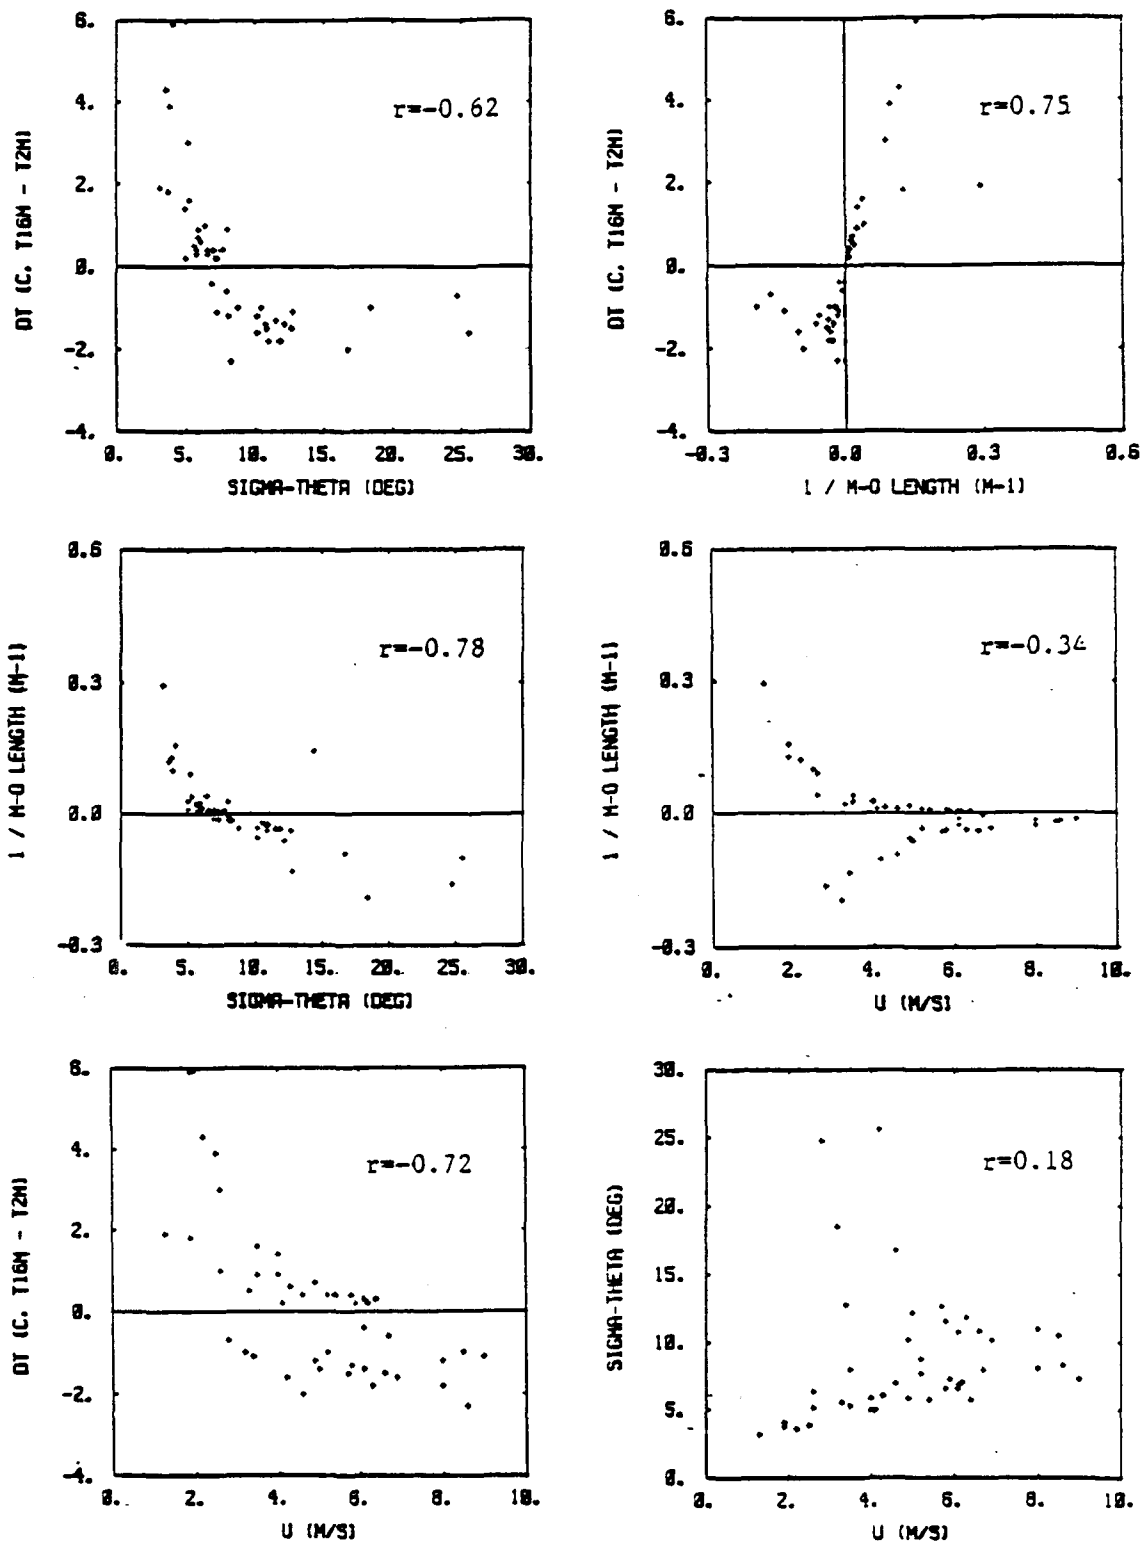 6.
4.
2.
0.
-2.
-4.
DT (C. T16M - T2M)
r=-0.62
0. 5. 10. 15. 20. 25. 30.
SIGMA-THETA (DEG)
6.
4.
2.
0.
-2.
-4.
DT (C. T16M - T2M)
r=0.75
-0.3 0.0 0.3 0.6
1 / M-O LENGTH (M-1)
0.6
0.3
0.0
-0.3
1 / M-O LENGTH (M-1)
r=-0.78
0. 5. 10. 15. 20. 25. 30.
SIGMA-THETA (DEG)
0.6
0.3
0.0
-0.3
1 / M-O LENGTH (M-1)
r=-0.34
0. 2. 4. 6. 8. 10.
U (M/S)
6.
4.
2.
0.
-2.
-4.
DT (C. T16M - T2M)
r=-0.72
0. 2. 4. 6. 8. 10.
U (M/S)
30.
25.
20.
15.
10.
5.
0.
SIGMA-THETA (DEG)
r=0.18
0. 2. 4. 6. 8. 10.
U (M/S)